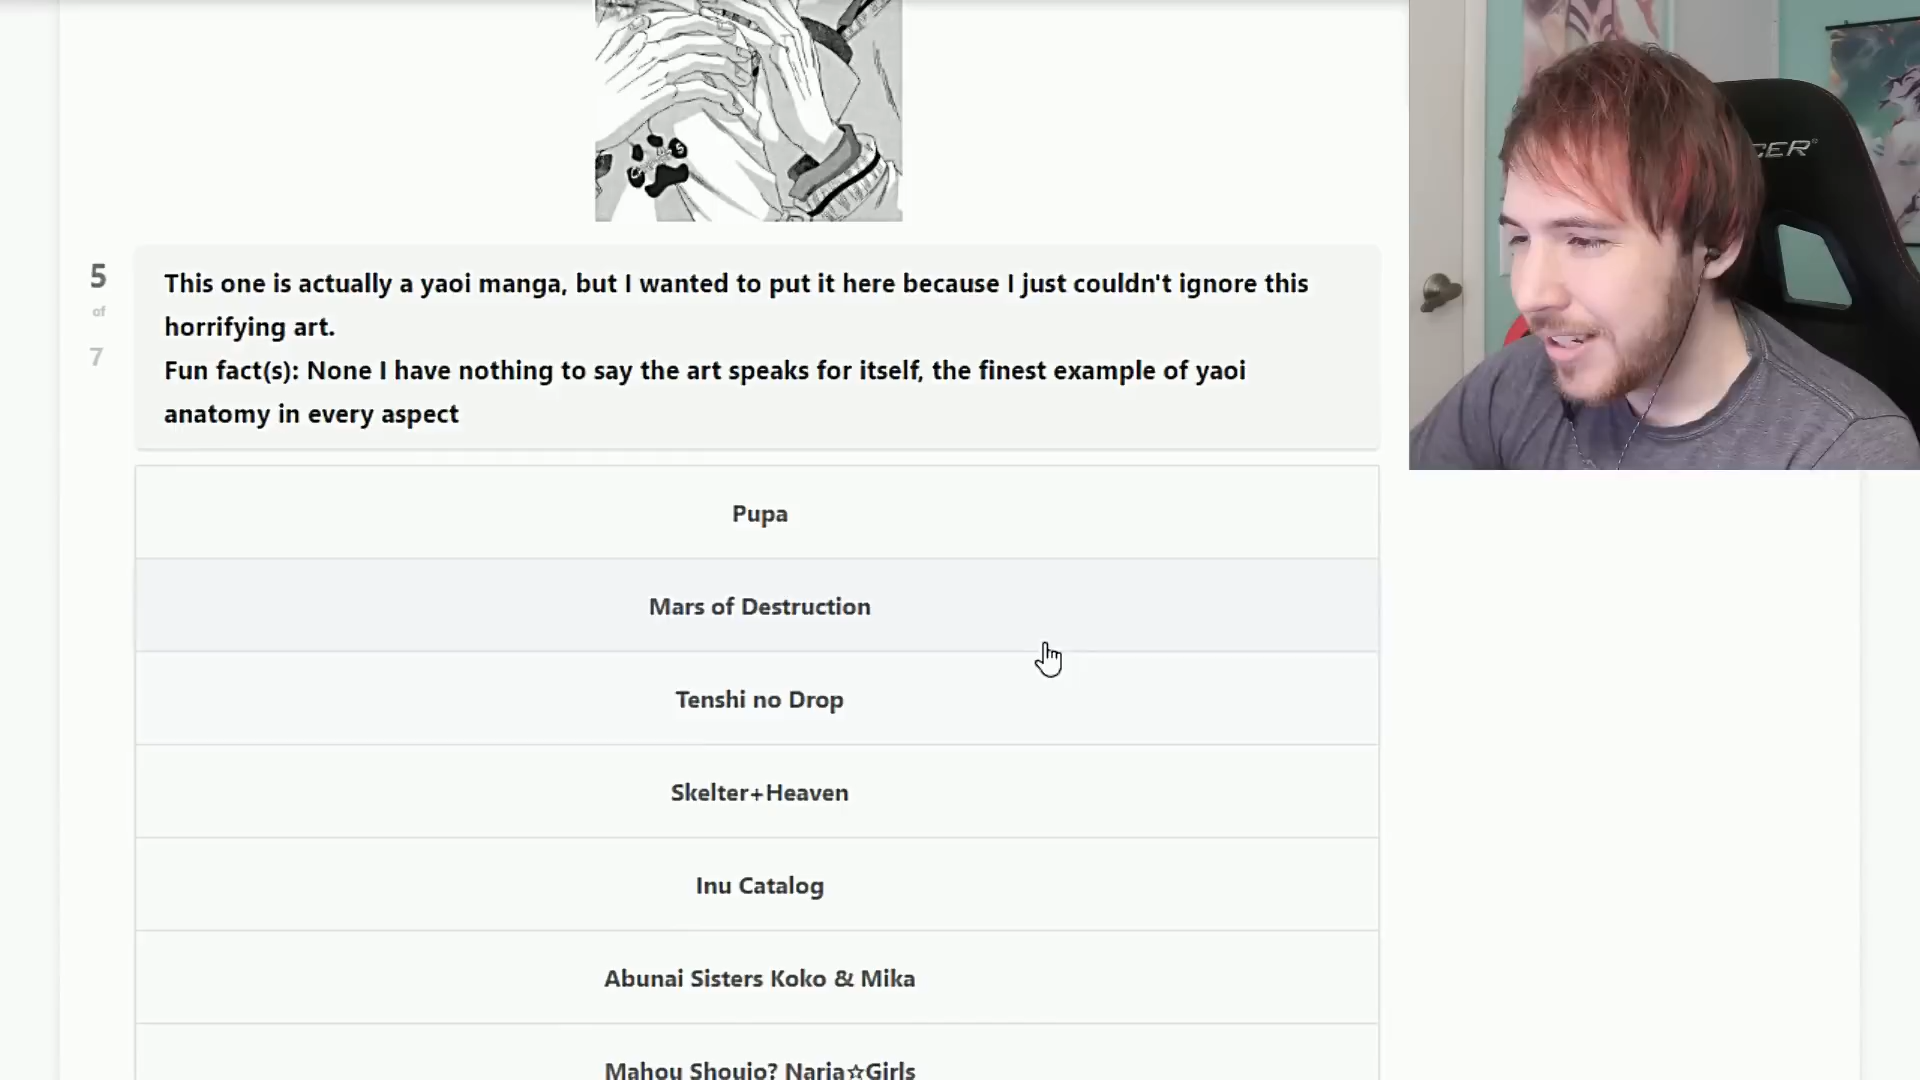 5
of
7
This one is actually a yaoi manga, but I wanted to put it here because I just couldn't ignore this
horrifying art.
Fun fact(s): None I have nothing to say the art speaks for itself, the finest example of yaoi
anatomy in every aspect
Pupa
Mars of Destruction
Tenshi no Drop
Skelter+Heaven
Inu Catalog
Abunai Sisters Koko & Mika
Mahou Shoujo? Naria☆Girls
CER